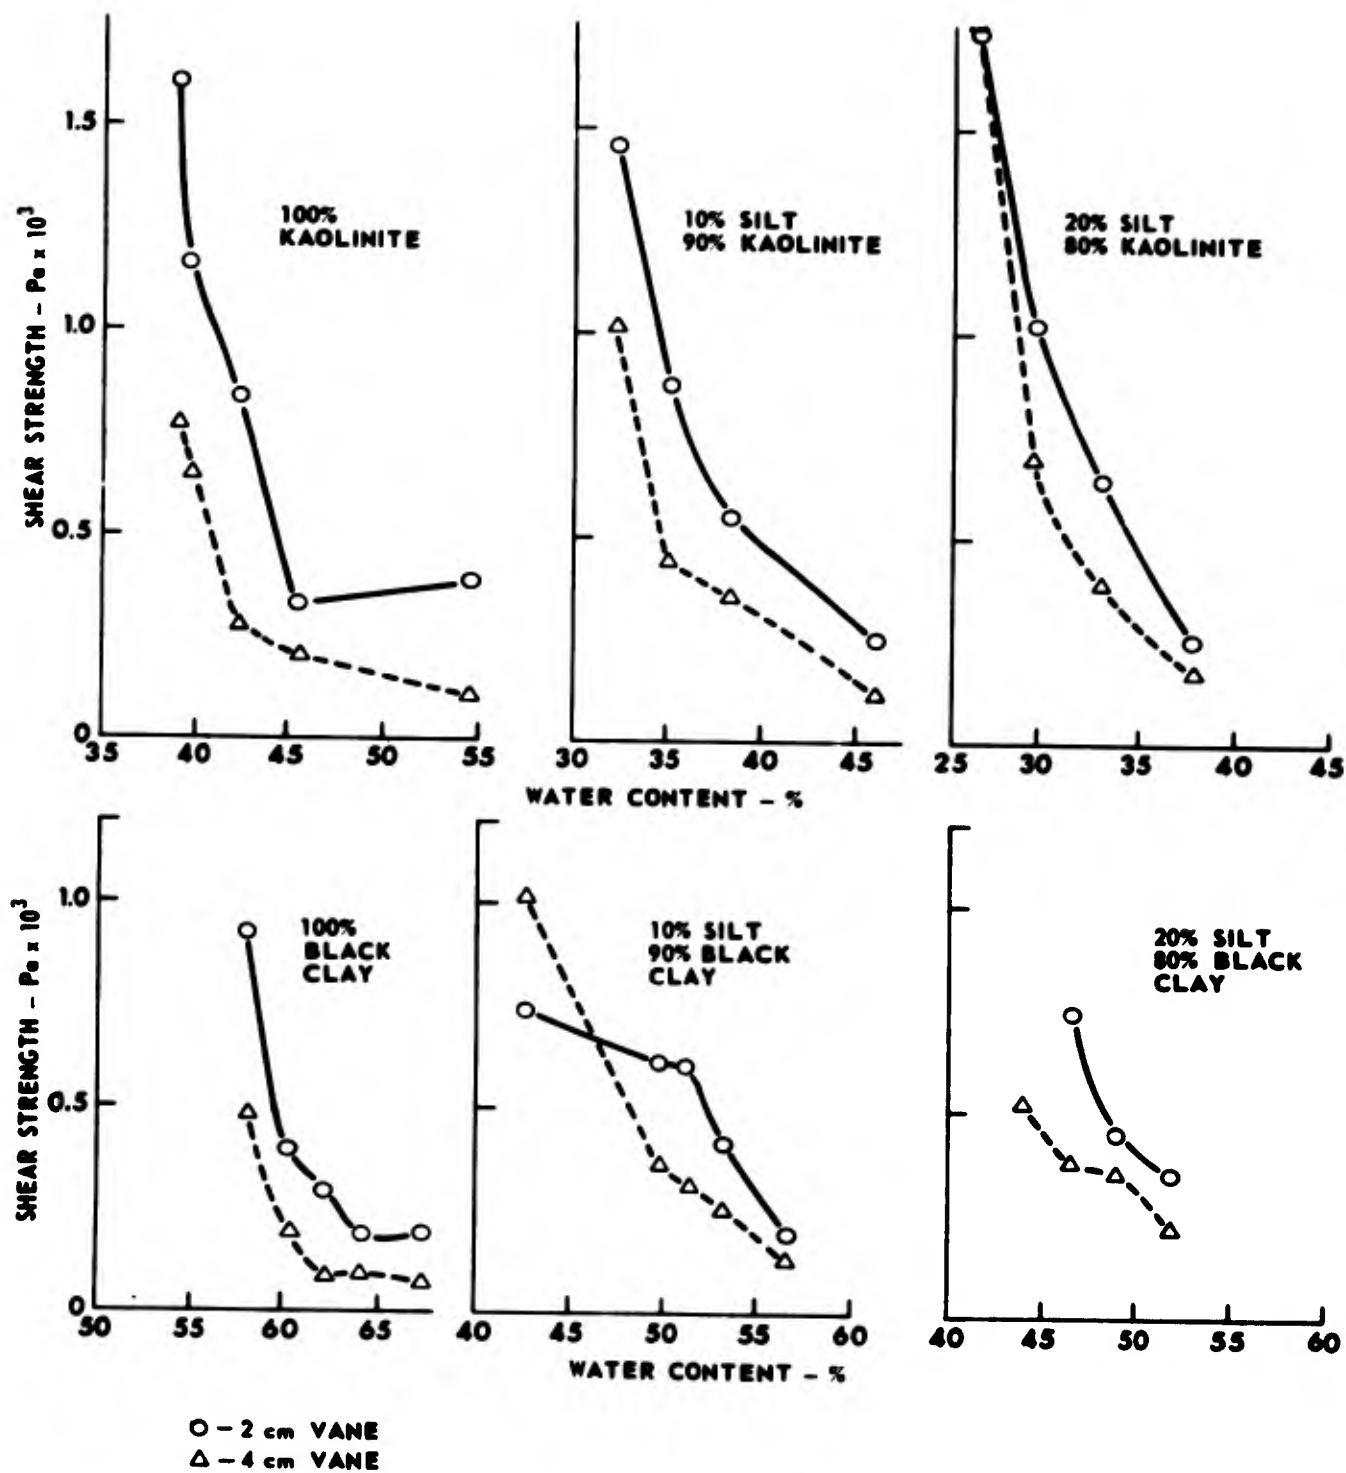 SHEAR STRENGTH – Pa x 10³
1.5
1.0
0.5
0
100%
KAOLINITE
10% SILT
90% KAOLINITE
20% SILT
80% KAOLINITE
35 40 45 50 55
30 35 40 45
25 30 35 40 45
WATER CONTENT – %
SHEAR STRENGTH – Pa x 10³
1.0
0.5
0
100%
BLACK
CLAY
10% SILT
90% BLACK
CLAY
20% SILT
80% BLACK
CLAY
50 55 60 65
40 45 50 55 60
40 45 50 55 60
WATER CONTENT – %
O – 2 cm VANE
Δ – 4 cm VANE